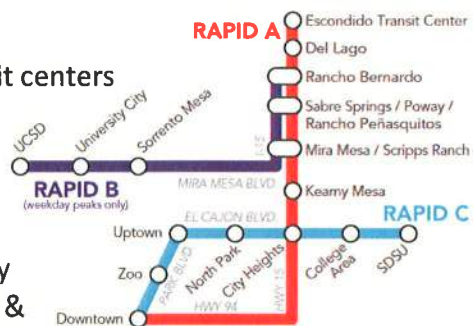 Escondido Transit Center
RAPID A
Del Lago
it centers
Rancho Bernardo
Sabre Springs / Poway /
Rancho Peñasquitos
UCSD
University City
Sorrento Mesa
I-15
Mira Mesa / Scripps Ranch
RAPID B
(weekday peaks only)
MIRA MESA BLVD
Kearny Mesa
EL CAJON BLVD
RAPID C
Uptown
North Park
City Heights
College
Area
SDSU
Zoo
PARK BLVD
HWY 15
y
&
HWY 94
Downtown